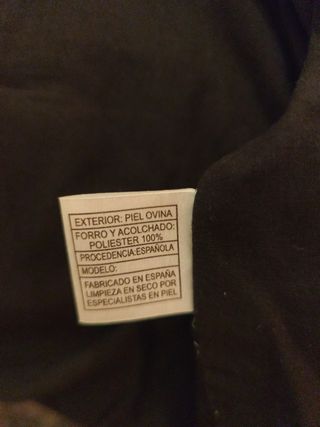 EXTERIOR: PIEL OVINA
FORRO Y ACOLCHADO:
POLIESTER 100%
PROCEDENCIA:ESPAÑOLA
MODELO:
FABRICADO EN ESPAÑA
LIMPIEZA EN SECO POR
ESPECIALISTAS EN PIEL